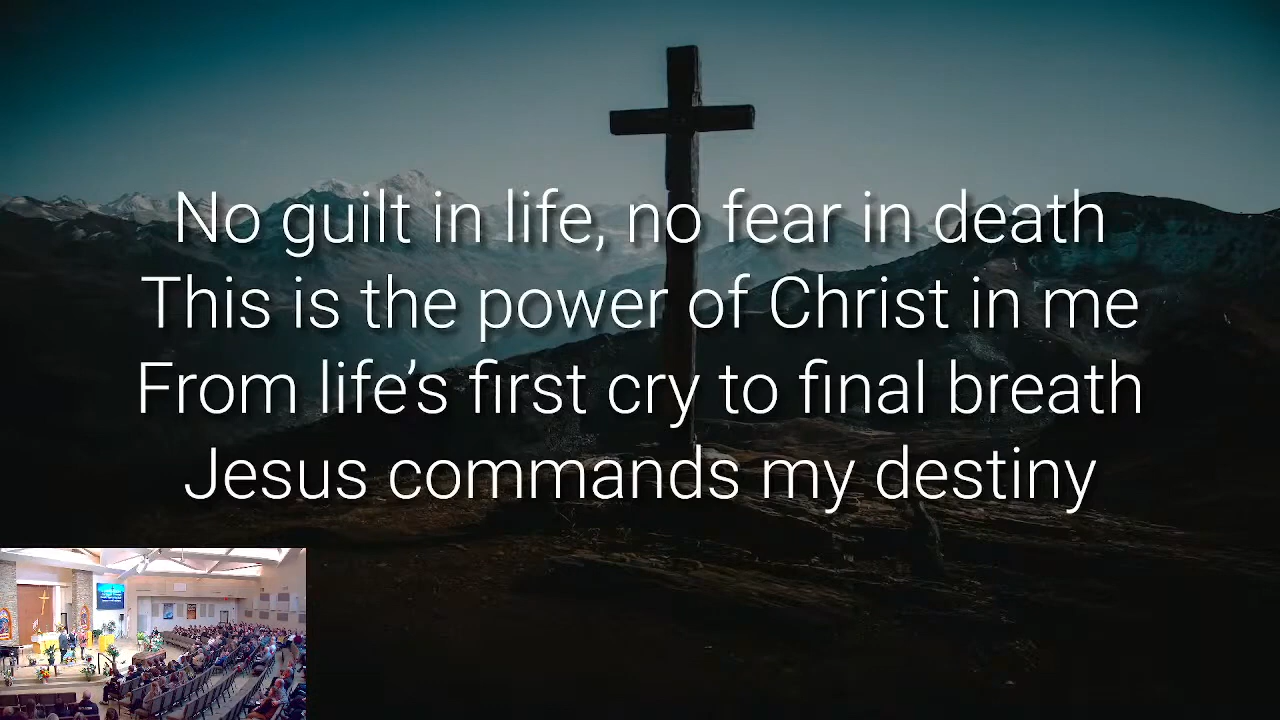 No guilt in life, no fear in death
This is the power of Christ in me
From life’s first cry to final breath
Jesus commands my destiny